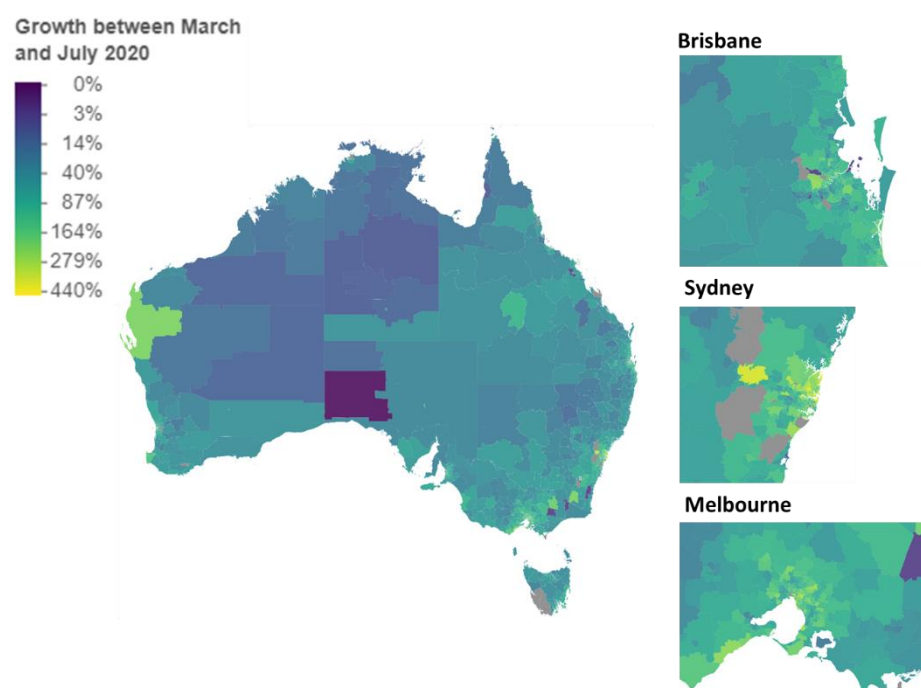 Growth between March
and July 2020
0%
3%
14%
40%
87%
164%
279%
440%
Brisbane
Sydney
Melbourne